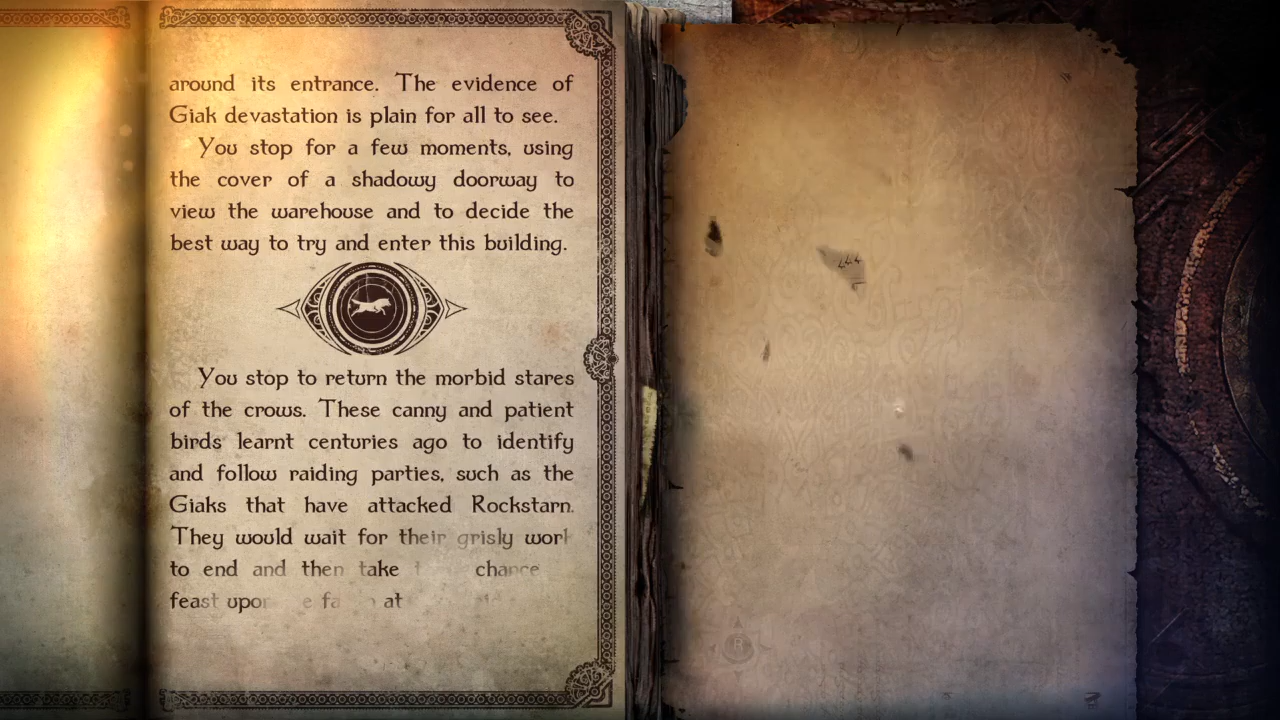 around its entrance. The evidence of
Giak devastation is plain for all to see.
You stop for a few moments, using
the cover of a shadowy doorway to
view the warehouse and to decide the
best way to try and enter this building.
You stop to return the morbid stares
of the crows. These canny and patient
birds learnt centuries ago to identify
and follow raiding parties, such as the
Giaks that have attacked Rockstarn.
They would wait for their grisly work
to end and then take chance
feast upon at